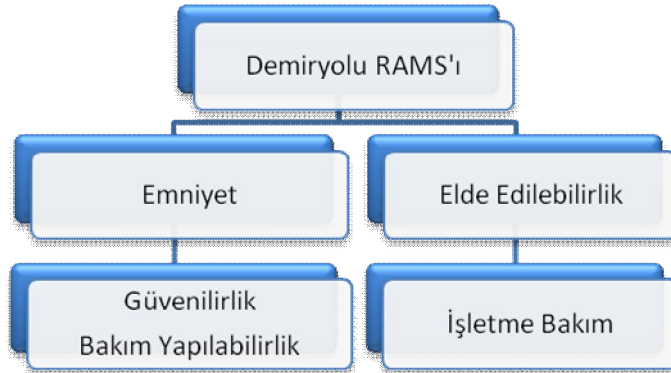 Demiryolu RAMS'ı
Emniyet
Elde Edilebilirlik
Güvenilirlik
Bakım Yapılabilirlik
İşletme Bakım